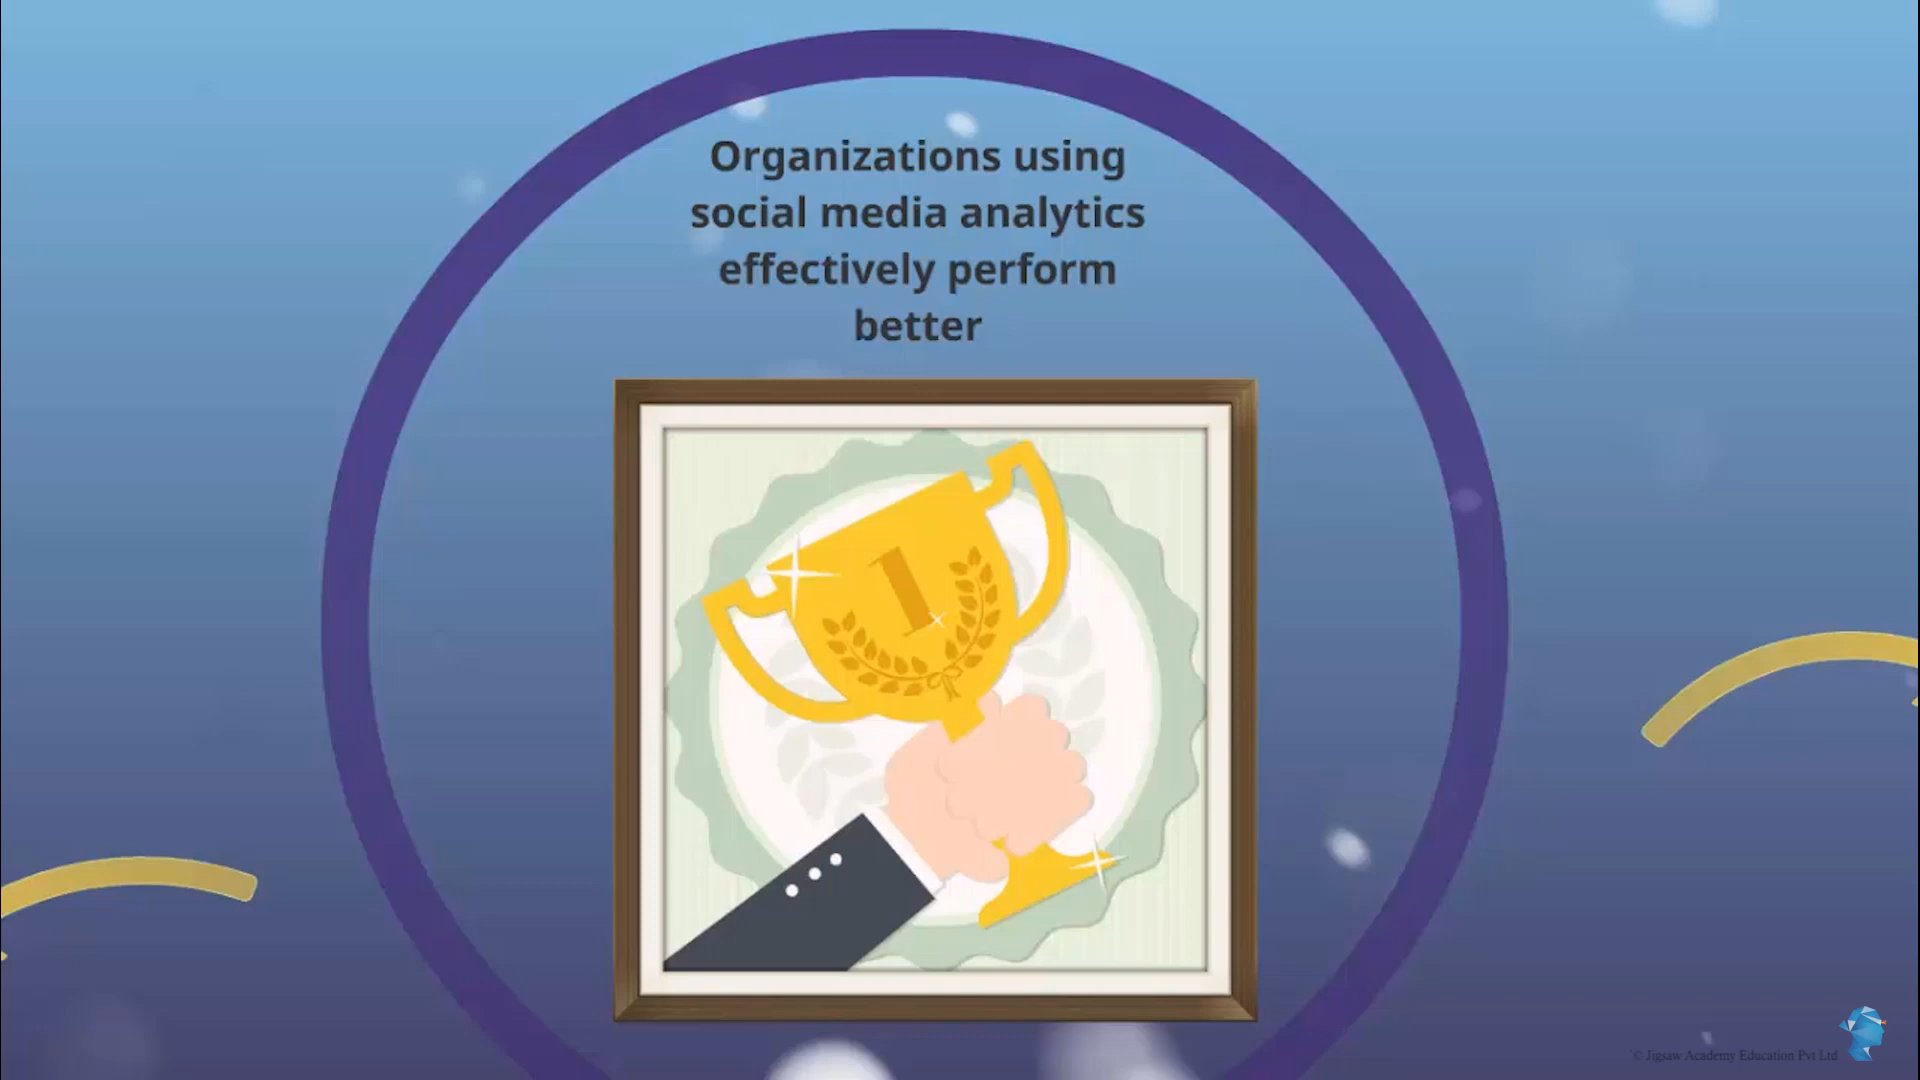 Organizations using
social media analytics
effectively perform
better
1
© Jigsaw Academy Education Pvt Ltd